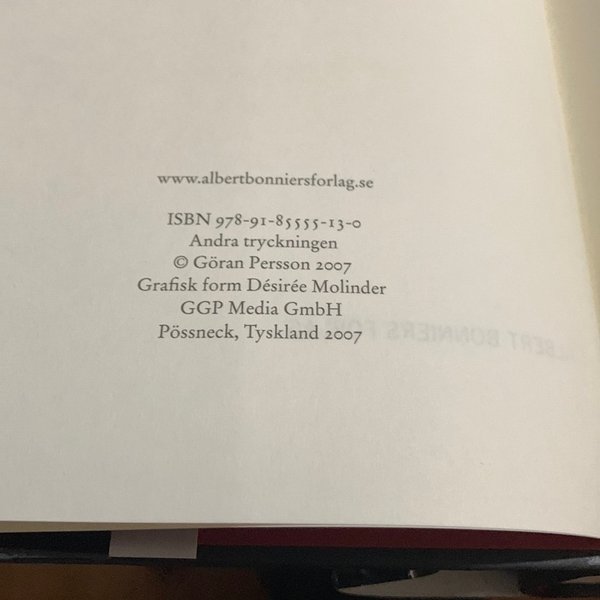 www.albertbonniersforlag.se
ISBN 978-91-85555-13-0
Andra tryckningen
© Göran Persson 2007
Grafisk form Désirée Molinder
GGP Media GmbH
Pössneck, Tyskland 2007
BONNIERS